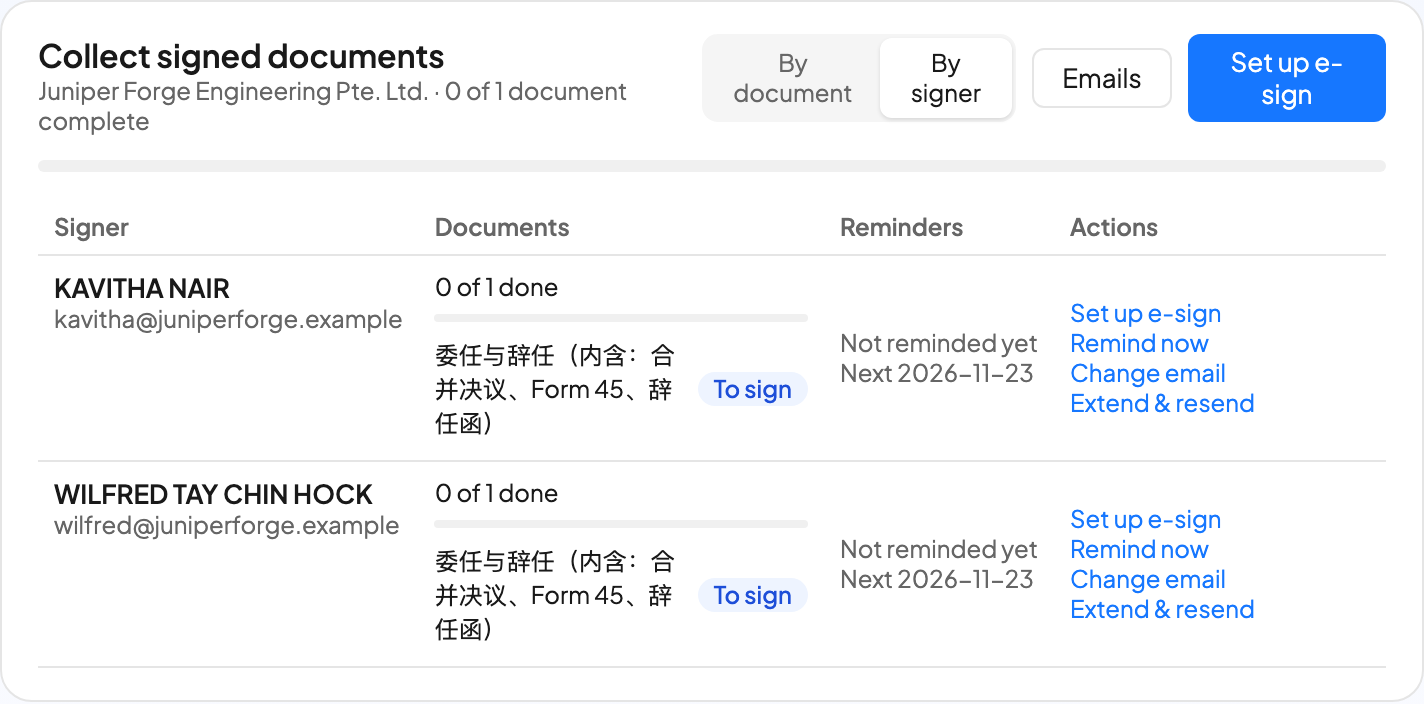 Collect signed documents
Juniper Forge Engineering Pte. Ltd. · 0 of 1 document
complete
By
document
By
signer
Emails
Set up e-
sign
Signer
Documents
Reminders
Actions
KAVITHA NAIR
kavitha@juniperforge.example
0 of 1 done
委任与辞任（内含：合
并决议、Form 45、辞
任函）
To sign
Not reminded yet
Next 2026-11-23
Set up e-sign
Remind now
Change email
Extend & resend
WILFRED TAY CHIN HOCK
wilfred@juniperforge.example
0 of 1 done
委任与辞任（内含：合
并决议、Form 45、辞
任函）
To sign
Not reminded yet
Next 2026-11-23
Set up e-sign
Remind now
Change email
Extend & resend